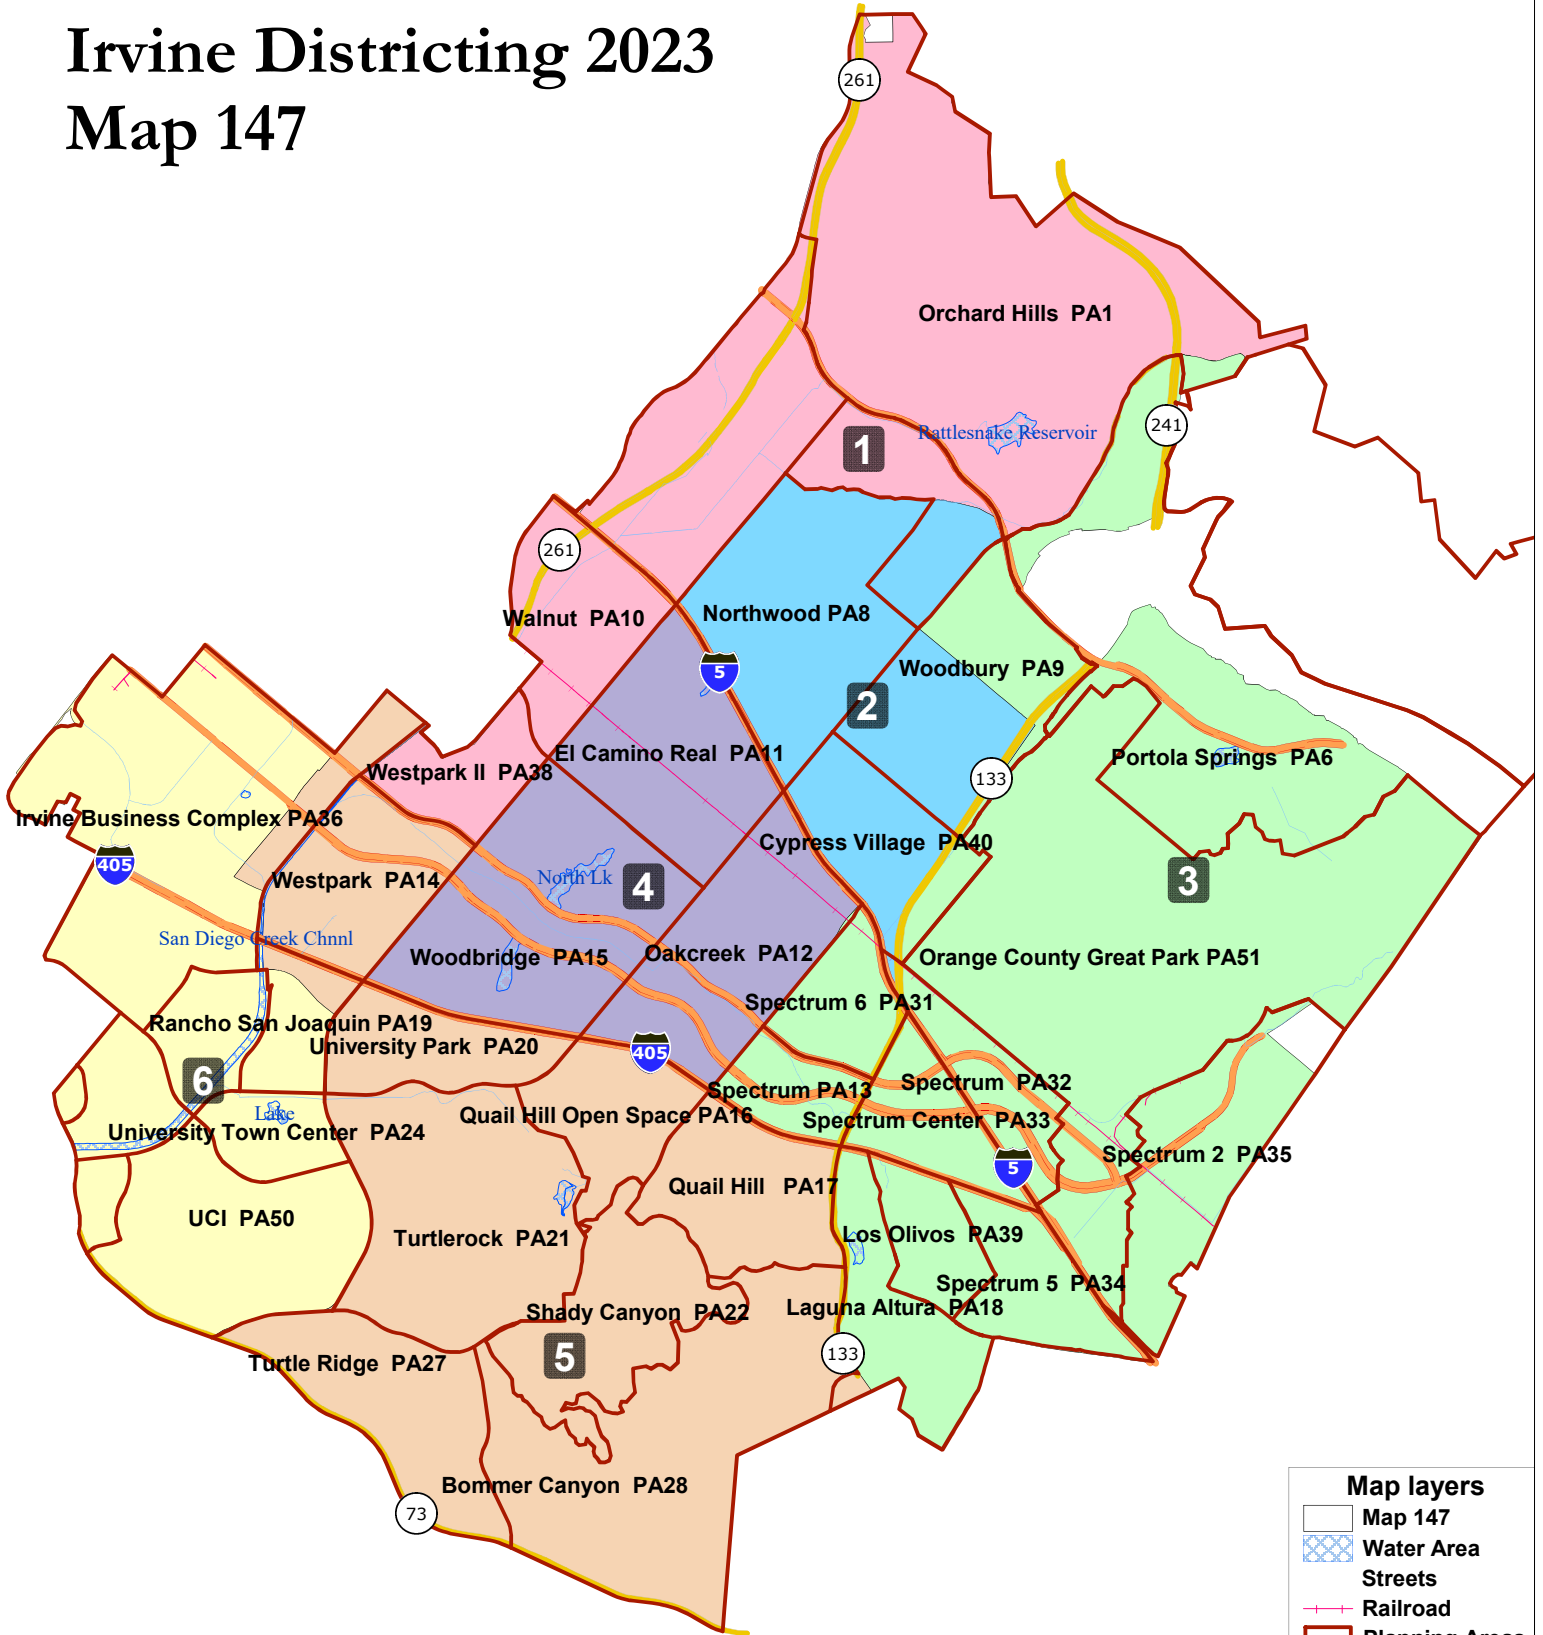 Irvine Districting 2023
Map 147
261
Orchard Hills PA1
241
Rattlesnake Reservoir
1
261
Walnut PA10
Northwood PA8
5
Woodbury PA9
2
El Camino Real PA11
Westpark II PA38
133
Portola Springs PA6
Irvine Business Complex PA36
Cypress Village PA40
405
Westpark PA14
North Lk
4
3
San Diego Creek Chnnl
Woodbridge PA15
Oakcreek PA12
Orange County Great Park PA51
Spectrum 6 PA31
Rancho San Joaquin PA19
University Park PA20
405
6
Spectrum PA13
Spectrum PA32
Lake
Quail Hill Open Space PA16
Spectrum Center PA33
University Town Center PA24
Spectrum 2 PA35
5
Quail Hill PA17
UCI PA50
Turtlerock PA21
Los Olivos PA39
Spectrum 5 PA34
Shady Canyon PA22
Laguna Altura PA18
5
133
Turtle Ridge PA27
Bommer Canyon PA28
73
Map layers
Map 147
Water Area
Streets
Railroad
Planning Areas